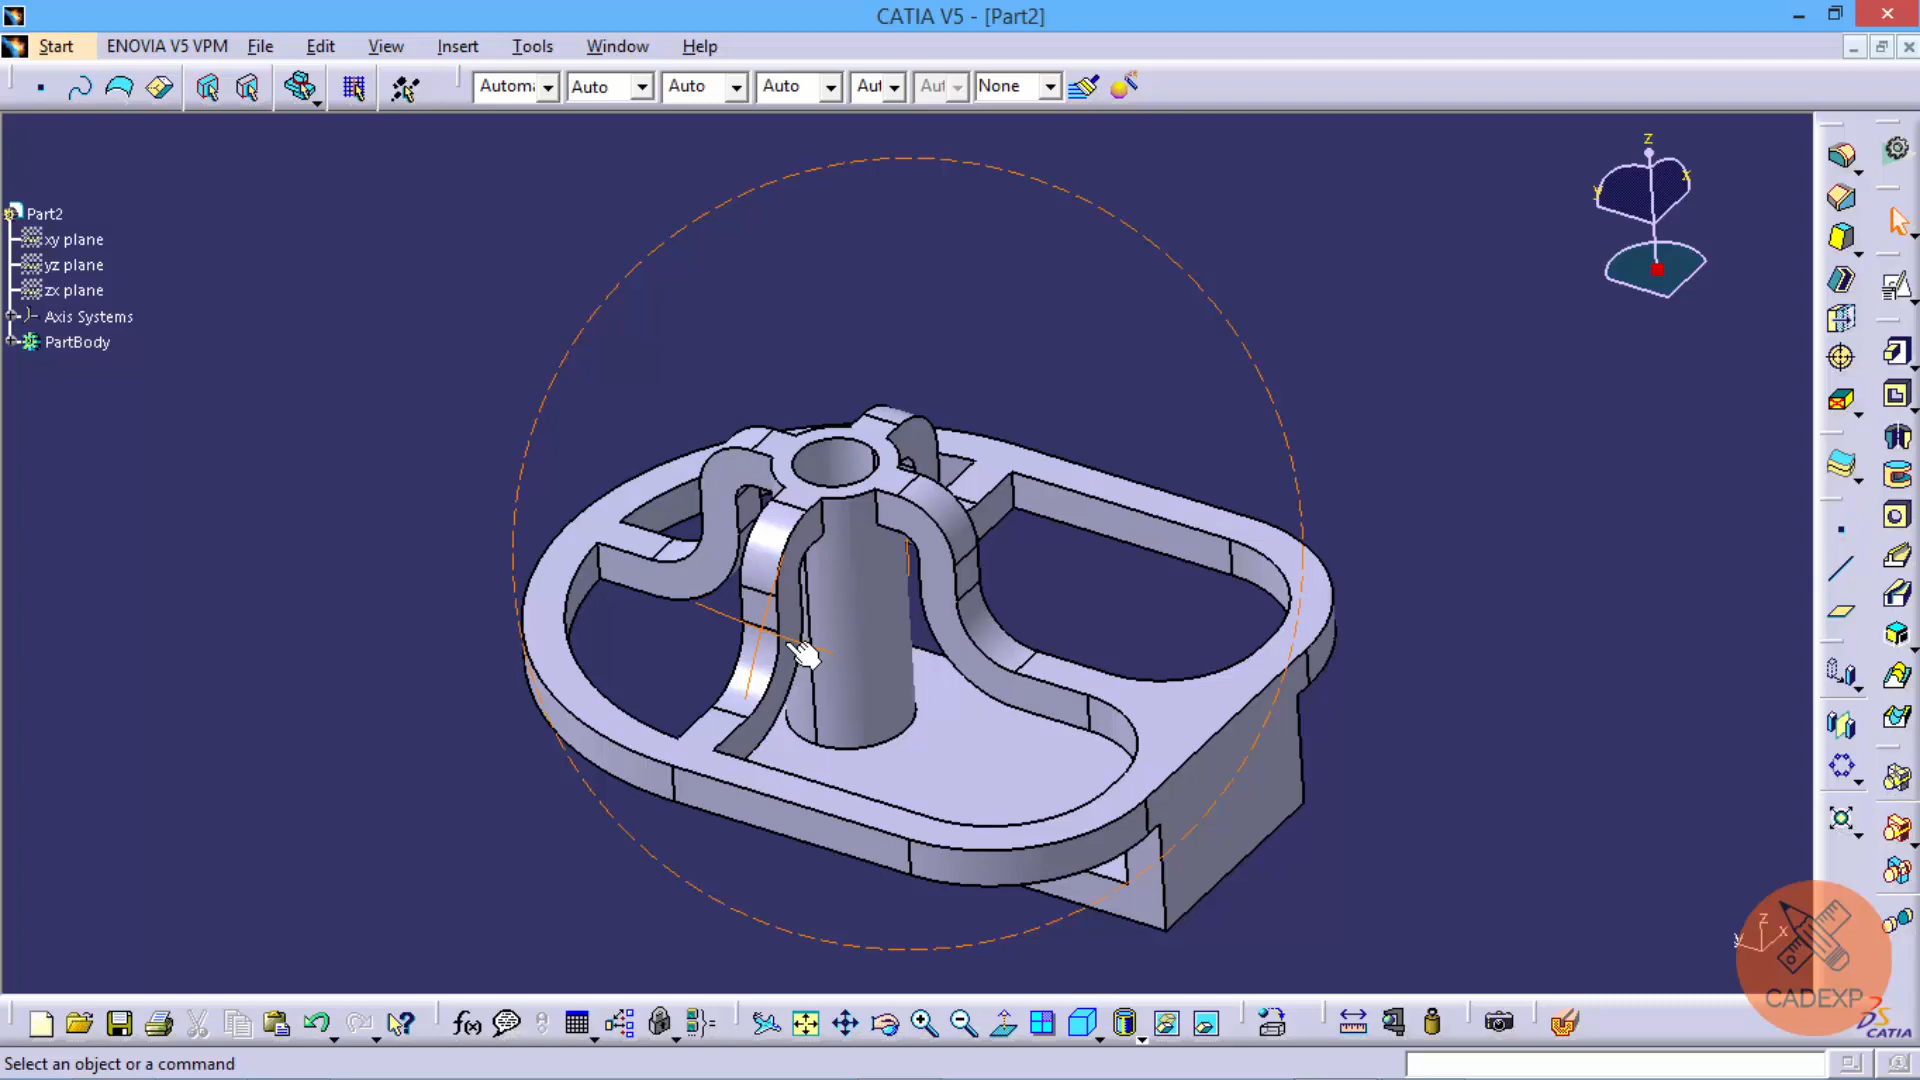 CATIA V5 - [Part2]
Start ENOVIA V5 VPM File Edit View Insert Tools Window Help
Automa Auto Auto Auto Aut Aut None
z
y x
Part2
xy plane
yz plane
zx plane
Axis Systems
PartBody
z
y x
CADEXP
CATIA
f(x)
Select an object or a command